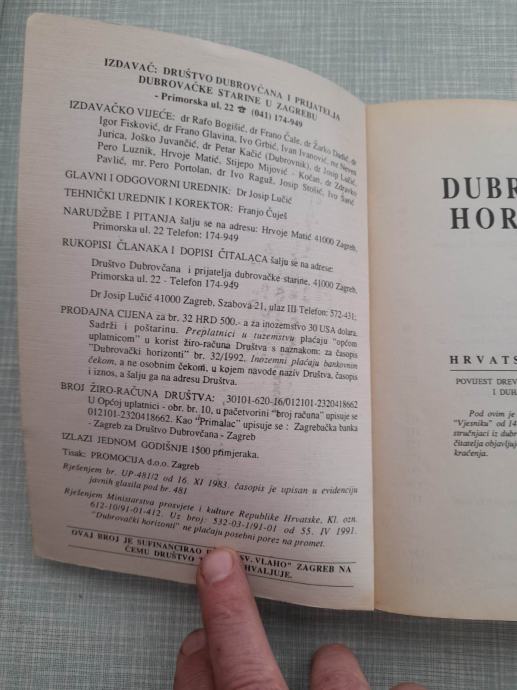 IZDAVAČ: DRUŠTVO DUBROVČANA I PRIJATELJA
DUBROVAČKE STARINE U ZAGREBU
- Primorska ul. 22 ☎ (041) 174-949
IZDAVAČKO VIJEĆE: dr Rafo Bogišić, dr Frano Čale, dr Žarko Dadić, dr
Igor Fisković, dr Frano Glavina, Ivo Grbić, Ivan Ivanović, mr Neven
Jurica, Joško Juvančić, dr Petar Kačić (Dubrovnik), dr Josip Lučić,
Pero Luznik, Hrvoje Matić, Stijepo Mijović - Kočan, dr Zdravko
Pavlić, mr. Pero Portolan, dr Ivo Raguž, Josip Stošić, Ivo Šarić
GLAVNI I ODGOVORNI UREDNIK: Dr Josip Lučić
TEHNIČKI UREDNIK I KOREKTOR: Franjo Čuješ
NARUDŽBE I PITANJA šalju se na adresu: Hrvoje Matić 41000 Zagreb,
Primorska ul. 22 Telefon: 174-949
RUKOPISI ČLANAKA I DOPISI ČITALACA šalju se na adrese:
Društvo Dubrovčana i prijatelja dubrovačke starine, 41000 Zagreb,
Primorska ul. 22 - Telefon 174-949
Dr Josip Lučić 41000 Zagreb, Szabova-21, ulaz III Telefon: 572-431;
PRODAJNA CIJENA za br. 32 HRD 500.- a za inozemstvo 30 USA dolara.
Sadrži i poštarinu. Preplatnici u tuzemstvu plaćaju "općom
uplatnicom" u korist žiro-računa Društva s naznakom: za časopis
"Dubrovački horizonti" br. 32/1992. Inozemni plaćaju bankovnim
čekom, a ne osobnim čekom, u kojem navode naziv Društva, časopis
i iznos, a šalju ga na adresu Društva.
BROJ ŽIRO-RAČUNA DRUŠTVA: 30101-620-16/012101-2320418662
U Općoj uplatnici - obr. br. 10, u pačetvorini "broj računa" upisuje se
012101-2320418662. Kao "Primalac" upisuje se : Zagrebačka banka
- Zagreb za Društvo Dubrovčana - Zagreb
IZLAZI JEDNOM GODIŠNJE 1500 primjeraka.
Tisak: PROMOCIJA d.o.o. Zagreb
Rješenjem br. UP-481/2 od 16. XI 1983. časopis je upisan u evidenciju
javnih glasila pod br. 481
Rješenjem Ministarstva prosvjete i kulture Republike Hrvatske, Kl. ozn.
612-10/91-01-412. Uz broj: 532-03-1/91-01 od 55. IV 1991.
"Dubrovački horizonti" ne plaćaju posebni porez na promet.
OVAJ BROJ JE SUFINANCIRAO "SV. VLAHO" ZAGREB NA
ČEMU DRUŠTVO HVALJUJE.
DUBR
HOR
HRVATS
POVIJEST DREV
I DUH
Pod ovim je
"Vjesniku" od 14
stručnjaci iz dubr
čitatelja objavljuj
kraćenja.